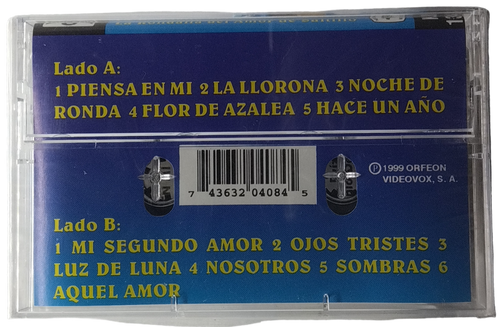 Lado A:
1 PIENSA EN MI 2 LA LLORONA 3 NOCHE DE
RONDA 4 FLOR DE AZALEA 5 HACE UN AÑO
7 43632 04084 5
Ⓟ 1999 ORFEON
VIDEOVOX, S. A.
Lado B:
1 MI SEGUNDO AMOR 2 OJOS TRISTES 3
LUZ DE LUNA 4 NOSOTROS 5 SOMBRAS 6
AQUEL AMOR